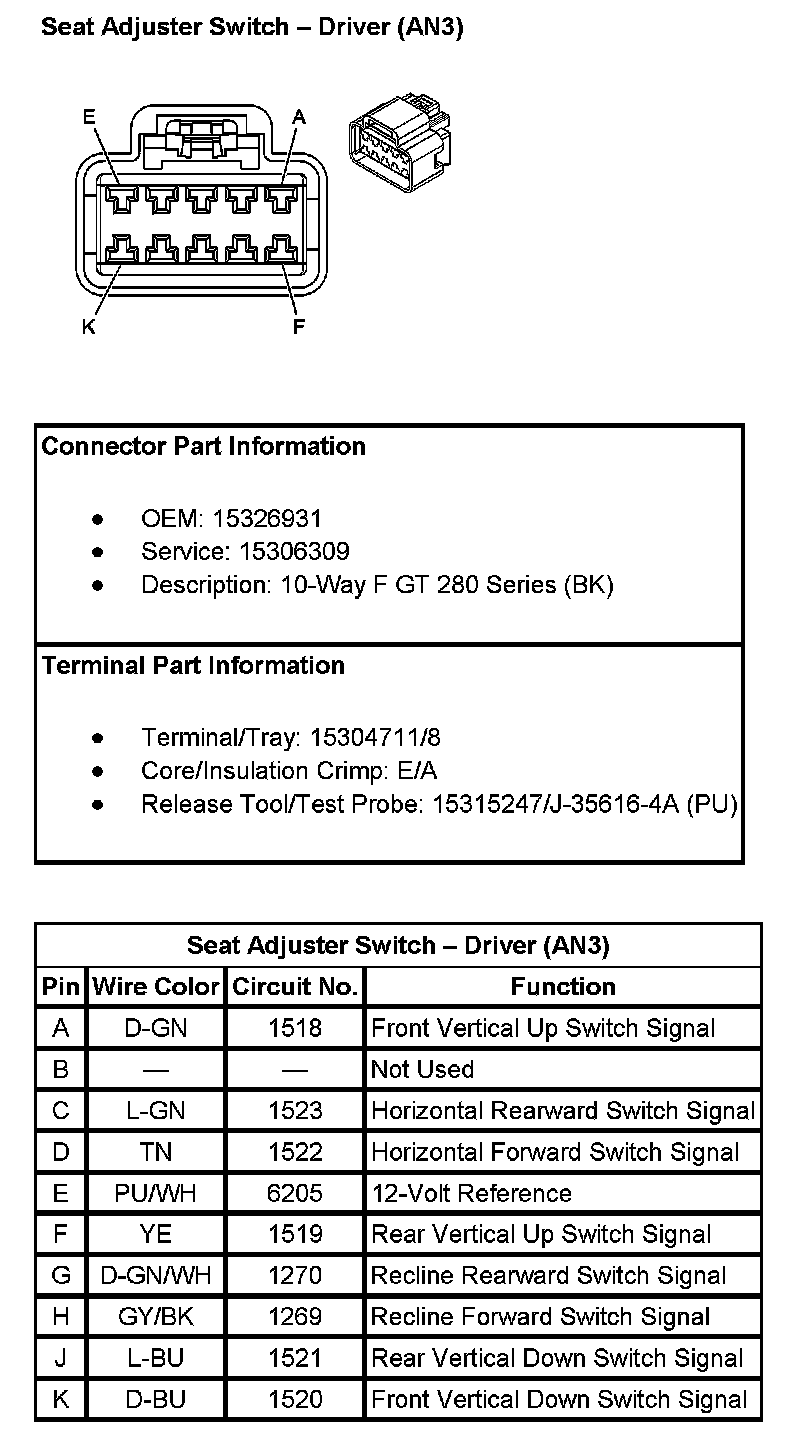 Seat Adjuster Switch – Driver (AN3)
E A
K F
Connector Part Information
● OEM: 15326931
● Service: 15306309
● Description: 10-Way F GT 280 Series (BK)
Terminal Part Information
● Terminal/Tray: 15304711/8
● Core/Insulation Crimp: E/A
● Release Tool/Test Probe: 15315247/J-35616-4A (PU)
Seat Adjuster Switch – Driver (AN3)
Pin Wire Color Circuit No. Function
A D-GN 1518 Front Vertical Up Switch Signal
B — — Not Used
C L-GN 1523 Horizontal Rearward Switch Signal
D TN 1522 Horizontal Forward Switch Signal
E PU/WH 6205 12-Volt Reference
F YE 1519 Rear Vertical Up Switch Signal
G D-GN/WH 1270 Recline Rearward Switch Signal
H GY/BK 1269 Recline Forward Switch Signal
J L-BU 1521 Rear Vertical Down Switch Signal
K D-BU 1520 Front Vertical Down Switch Signal